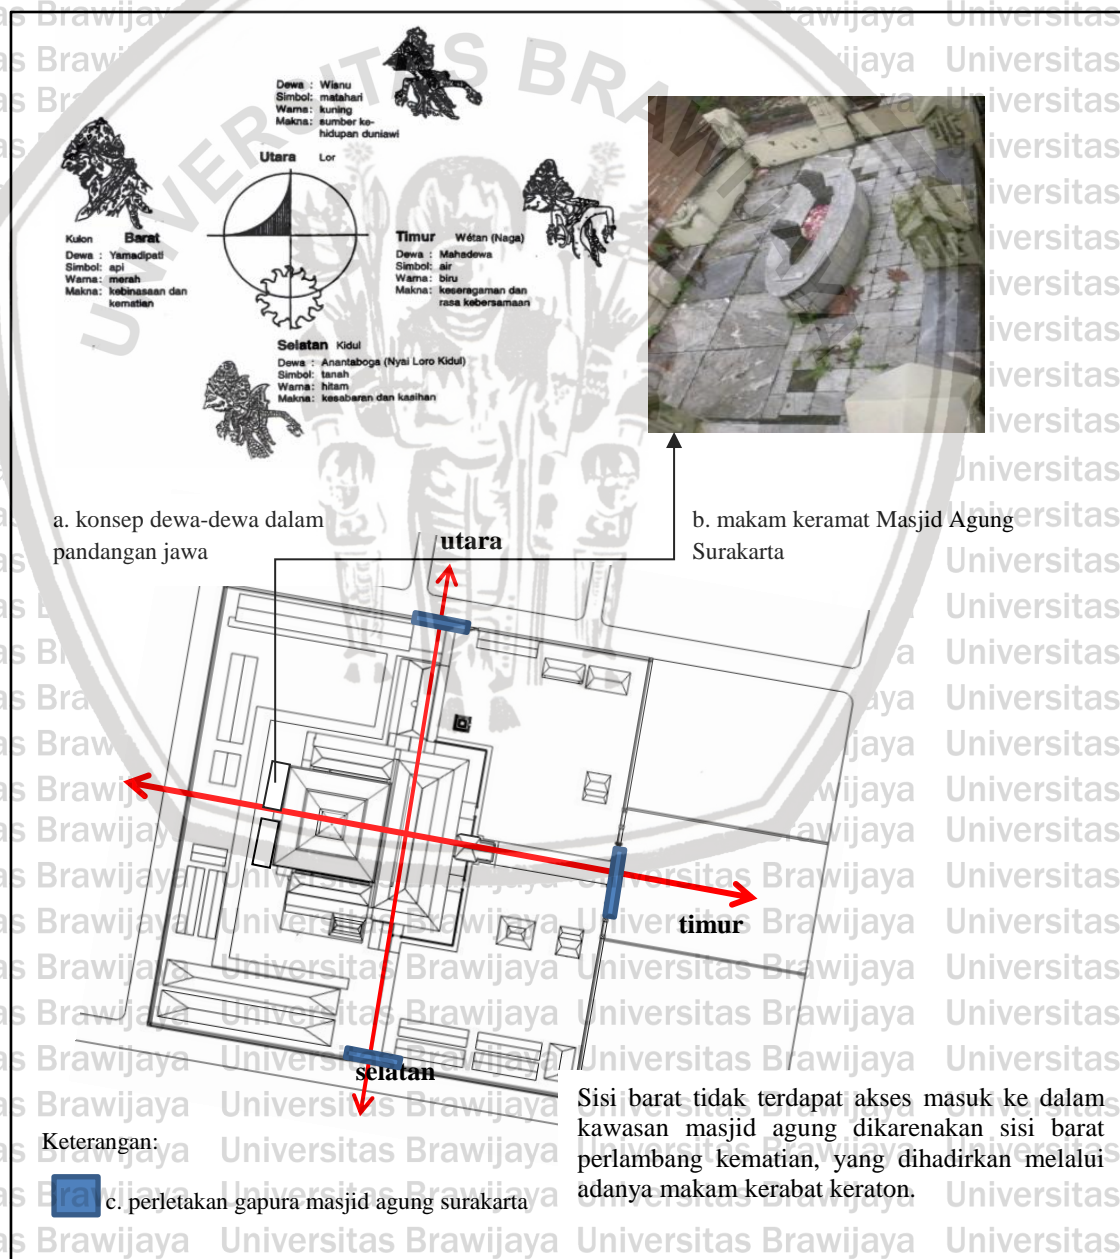 Dewa : Wisnu
Simbol: matahari
Warna: kuning
Makna: sumber ke-
hidupan duniawi
Utara Lor
Kulon Barat
Dewa : Yamadipati
Simbol: api
Warna: merah
Makna: kebinasaan dan
kematian
Timur Wétan (Naga)
Dewa : Mahadewa
Simbol: air
Warna: biru
Makna: keseragaman dan
rasa kebersamaan
Selatan Kidul
Dewa : Anantaboga (Nyai Loro Kidul)
Simbol: tanah
Warna: hitam
Makna: kesabaran dan kasihan
a. konsep dewa-dewa dalam
pandangan jawa
b. makam keramat Masjid Agung
Surakarta
utara
timur
selatan
Sisi barat tidak terdapat akses masuk ke dalam
kawasan masjid agung dikarenakan sisi barat
perlambang kematian, yang dihadirkan melalui
adanya makam kerabat keraton.
Keterangan:
c. perletakan gapura masjid agung surakarta
UNIVERSITAS BRAWIJAYA
Universitas Brawijaya